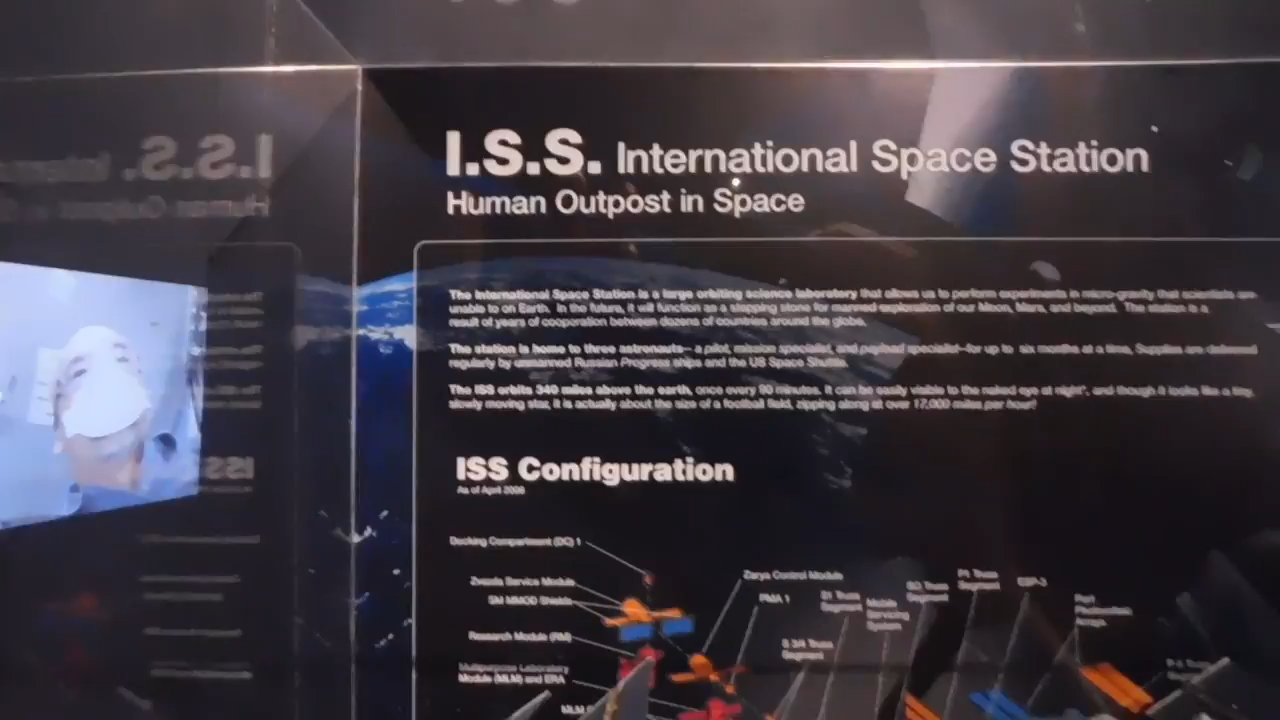 I.S.S. International Space Station
Human Outpost in Space
The International Space Station is a large orbiting science laboratory that allows us to perform experiments in micro-gravity that scientists are
unable to on Earth. In the future, it will function as a stepping stone for manned exploration of our Moon, Mars, and beyond. The station is a
result of years of cooperation between dozens of countries around the globe.
The station is home to three astronauts—a pilot, mission specialist, and payload specialist—for up to six months at a time. Supplies are delivered
regularly by unmanned Russian Progress ships and the US Space Shuttle.
The ISS orbits 340 miles above the earth, once every 90 minutes. It can be easily visible to the naked eye at night*, and though it looks like a tiny,
slowly moving star, it is actually about the size of a football field, zipping along at over 17,000 miles per hour!
ISS Configuration
As of April
Docking Compartment (DC) 1
Zvezda Service Module
SM MMOD Shields
Research Module (RM)
Multipurpose Laboratory
Module (MLM) and ERA
Zarya Control Module
PMA 1
S1 Truss
Segment
Mobile
Servicing
System
S0 Truss
Segment
P1 Truss
Segment
ESP-2
Port
Photovoltaic
Arrays
S 3/4 Truss
Segment